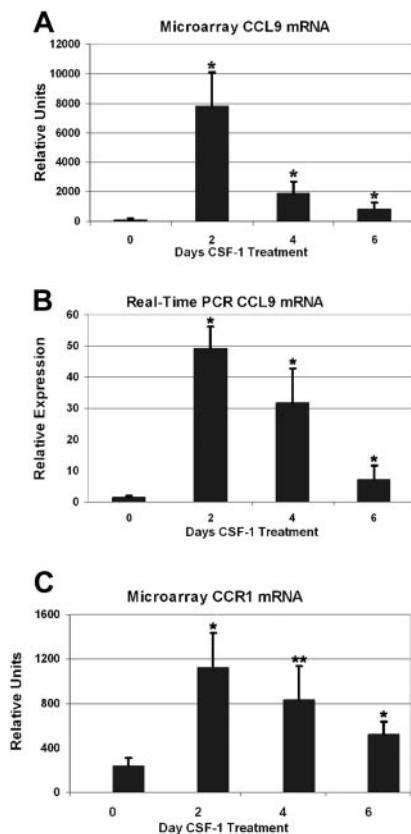 A
Microarray CCL9 mRNA
Relative Units
12000
10000
8000
6000
4000
2000
0
*
*
*
0 2 4 6
Days CSF-1 Treatment
B
Real-Time PCR CCL9 mRNA
Relative Expression
60
50
40
30
20
10
0
*
*
*
0 2 4 6
Days CSF-1 Treatment
C
Microarray CCR1 mRNA
Relative Units
1600
1200
800
400
0
*
**
*
0 2 4 6
Day CSF-1 Treatment